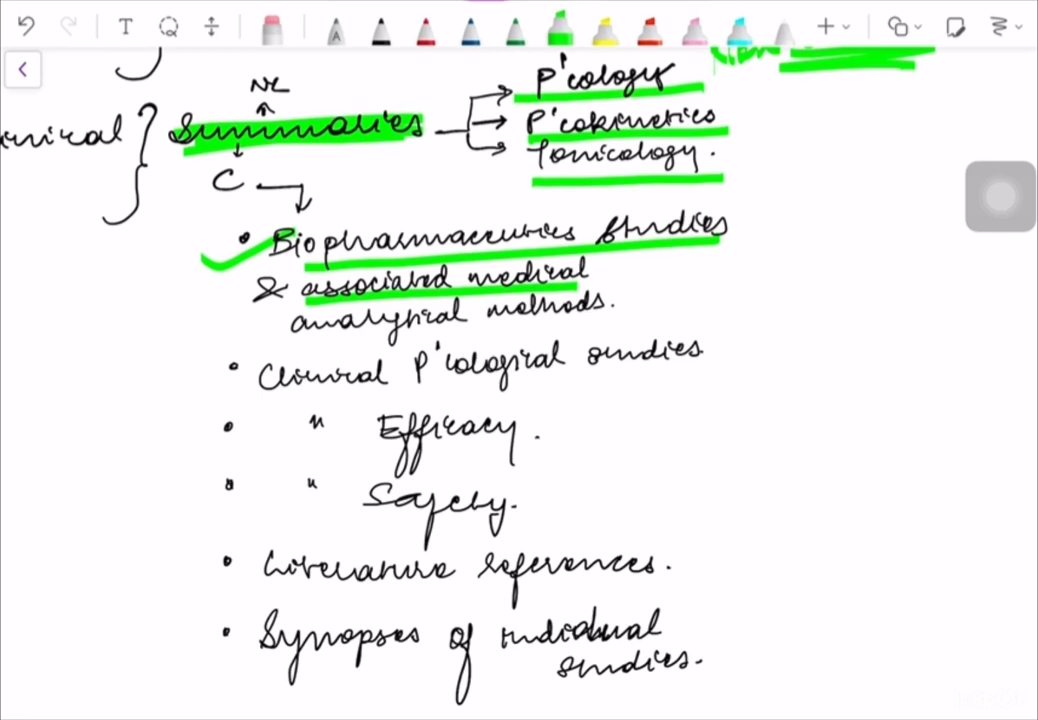 NC
P'cology
inical } Summaries
P'cokinetics
Toxicology.
C
• Biopharmaceutics studies
& associated medical
analytical methods.
• Clinical P'cological studies
• " Efficacy.
• " Safety.
• Literature references.
• Synopses of individual
studies.